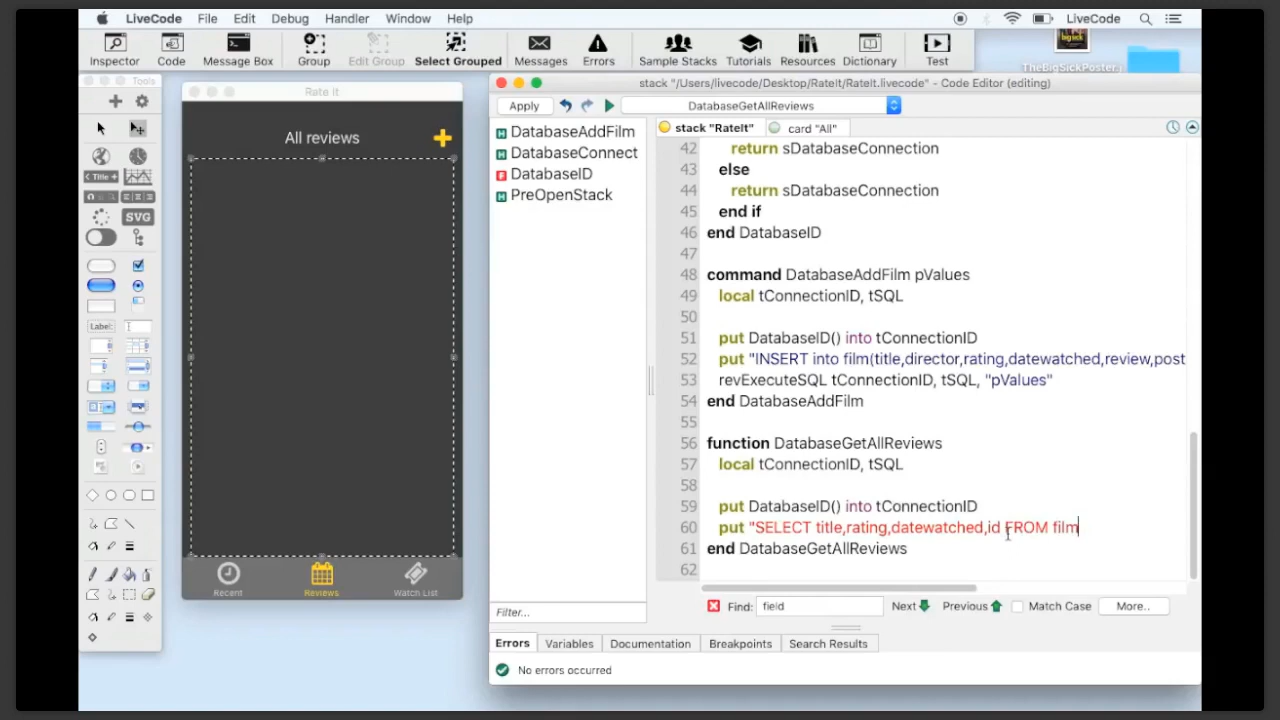 LiveCode File Edit Debug Handler Window Help LiveCode
Inspector Code Message Box Group Edit Group Select Grouped Messages Errors Sample Stacks Tutorials Resources Dictionary Test
Tools
Rate it
All reviews
Recent Reviews Watch List
< Title +
SVG
Label:
stack "/Users/livecode/Desktop/RateIt/RateIt.livecode" - Code Editor (editing)
Apply DatabaseGetAllReviews
stack "RateIt" card "All"
DatabaseAddFilm
DatabaseConnect
DatabaseID
PreOpenStack
Filter...
42 return sDatabaseConnection
43 else
44 return sDatabaseConnection
45 end if
46 end DatabaseID
47
48 command DatabaseAddFilm pValues
49 local tConnectionID, tSQL
50
51 put DatabaseID() into tConnectionID
52 put "INSERT into film(title,director,rating,datewatched,review,post
53 revExecuteSQL tConnectionID, tSQL, "pValues"
54 end DatabaseAddFilm
55
56 function DatabaseGetAllReviews
57 local tConnectionID, tSQL
58
59 put DatabaseID() into tConnectionID
60 put "SELECT title,rating,datewatched,id FROM film
61 end DatabaseGetAllReviews
62
Find: field Next Previous Match Case More..
Errors Variables Documentation Breakpoints Search Results
No errors occurred